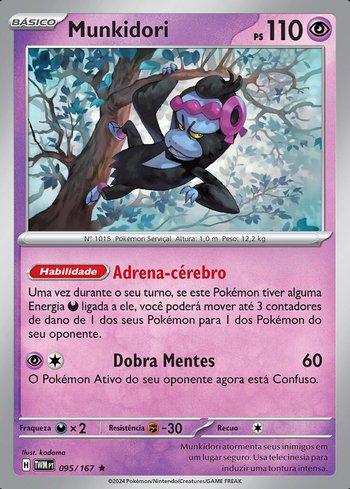 BÁSICO
Munkidori
PS 110
Nº 1015 Pokémon Serviçal Altura: 1,0 m Peso: 12,2 kg
Habilidade Adrena-cérebro
Uma vez durante o seu turno, se este Pokémon tiver alguma
Energia ligada a ele, você poderá mover até 3 contadores
de dano de 1 dos seus Pokémon para 1 dos Pokémon do
seu oponente.
Dobra Mentes 60
O Pokémon Ativo do seu oponente agora está Confuso.
Fraqueza ×2 Resistência -30 Recuo
Ilust. kodama
H TWM PT 095/167
Munkidori atormenta seus inimigos em
um lugar seguro. Usa telecinesia para
induzir uma tontura intensa.
©2024 Pokémon/Nintendo/Creatures/GAME FREAK